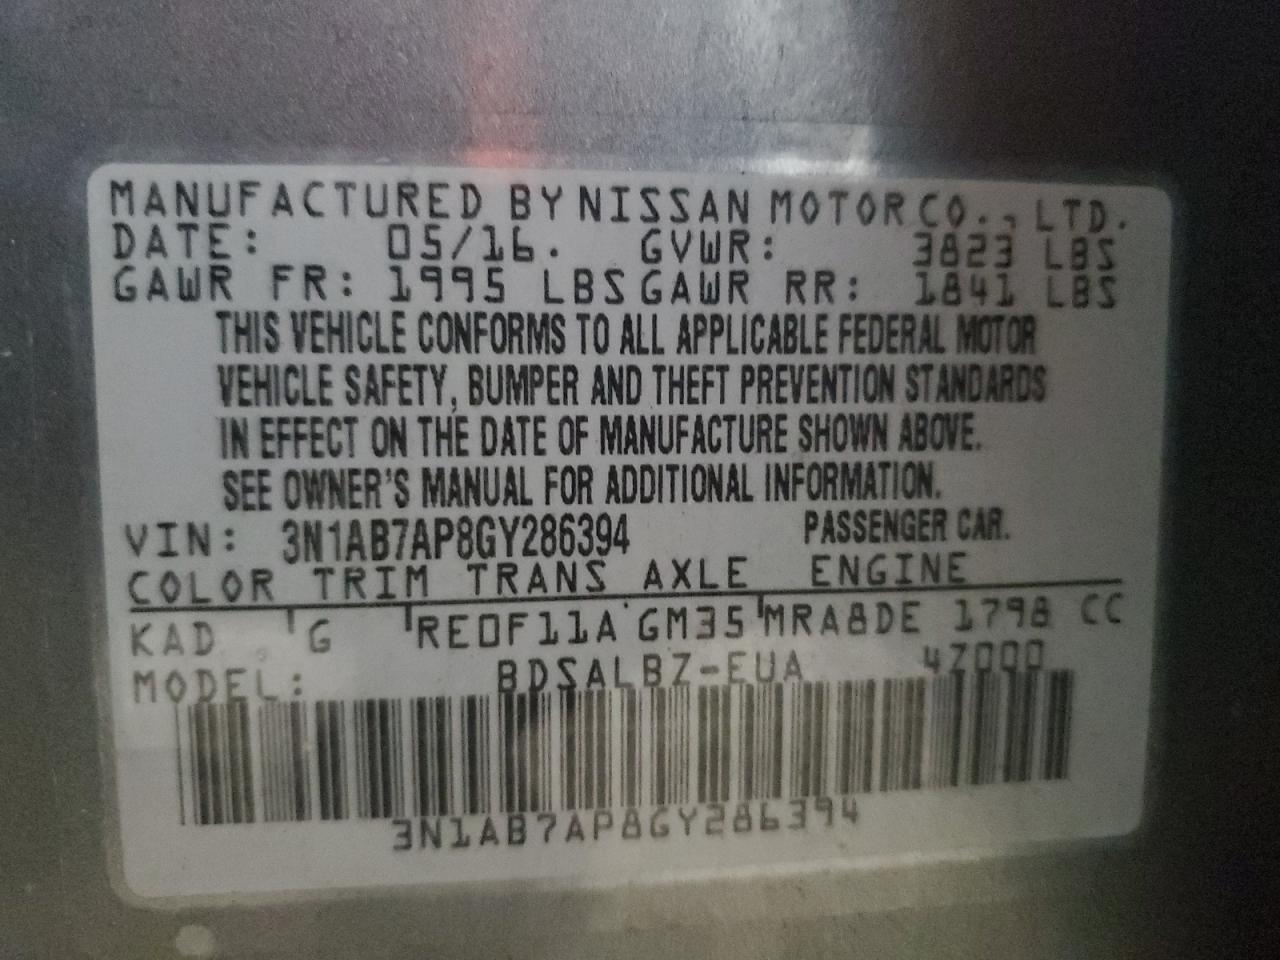 MANUFACTURED BY NISSAN MOTOR CO., LTD.
DATE: 05/16. GVWR: 3823 LBS
GAWR FR: 1995 LBS GAWR RR: 1841 LBS
THIS VEHICLE CONFORMS TO ALL APPLICABLE FEDERAL MOTOR
VEHICLE SAFETY, BUMPER AND THEFT PREVENTION STANDARDS
IN EFFECT ON THE DATE OF MANUFACTURE SHOWN ABOVE.
SEE OWNER'S MANUAL FOR ADDITIONAL INFORMATION.
VIN: 3N1AB7AP8GY286394 PASSENGER CAR.
COLOR TRIM TRANS AXLE ENGINE
KAD G RE0F11A GM35 MRA8DE 1798 CC
MODEL: BDSALBZ-EUA 4Z000
3N1AB7AP8GY286394